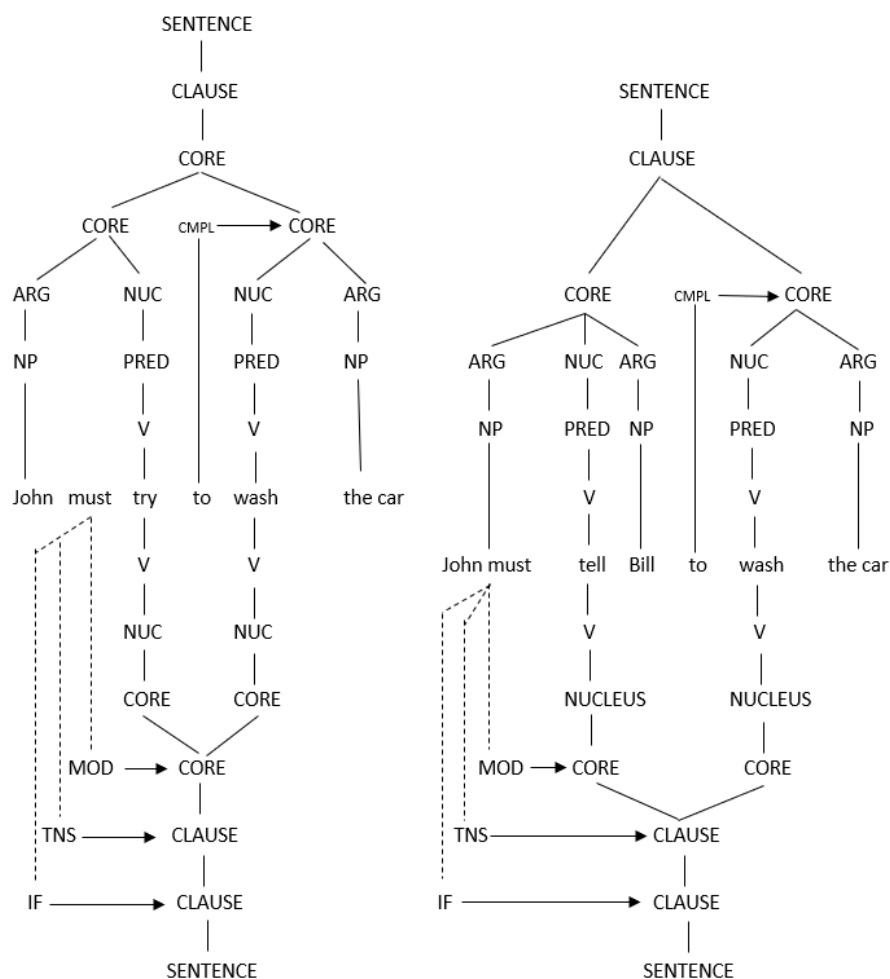 SENTENCE
CLAUSE
CORE
CORE CMPL CORE
ARG NUC NUC ARG
NP PRED PRED NP
V V
John must try to wash the car
V V
NUC NUC
CORE CORE
MOD CORE
TNS CLAUSE
IF CLAUSE
SENTENCE
SENTENCE
CLAUSE
CORE CMPL CORE
ARG NUC ARG NUC ARG
NP PRED NP PRED NP
V V
John must tell Bill to wash the car
V V
NUCLEUS NUCLEUS
MOD CORE CORE
TNS CLAUSE
IF CLAUSE
SENTENCE